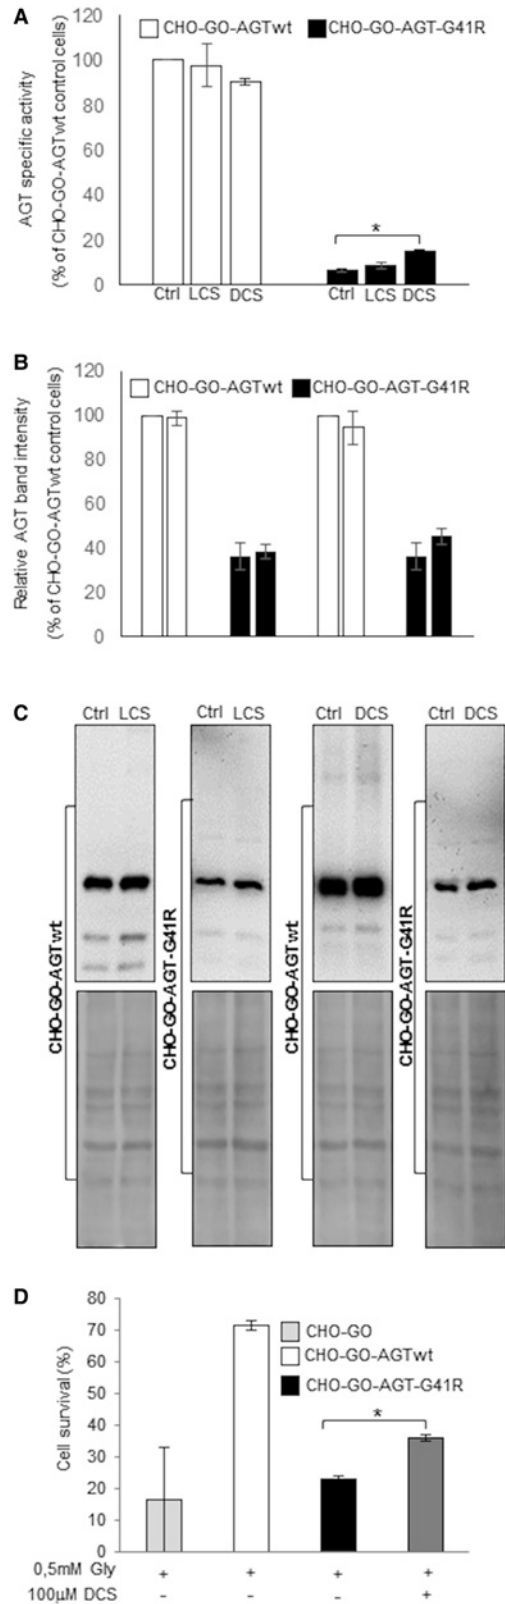 A
120
CHO-GO-AGTwt
CHO-GO-AGT-G41R
AGT specific activity
(% of CHO-GO-AGTwt control cells)
100
80
60
40
20
0
*
Ctrl LCS DCS
Ctrl LCS DCS
B
120
CHO-GO-AGTwt
CHO-GO-AGT-G41R
Relative AGT band intensity
(% of CHO-GO-AGTwt control cells)
100
80
60
40
20
0
C
Ctrl LCS
Ctrl LCS
Ctrl DCS
Ctrl DCS
CHO-GO-AGTwt
CHO-GO-AGT-G41R
CHO-GO-AGTwt
CHO-GO-AGT-G41R
D
80
70
60
50
40
30
20
10
0
Cell survival (%)
CHO-GO
CHO-GO-AGTwt
CHO-GO-AGT-G41R
*
0,5mM Gly + + + +
100µM DCS - - - +